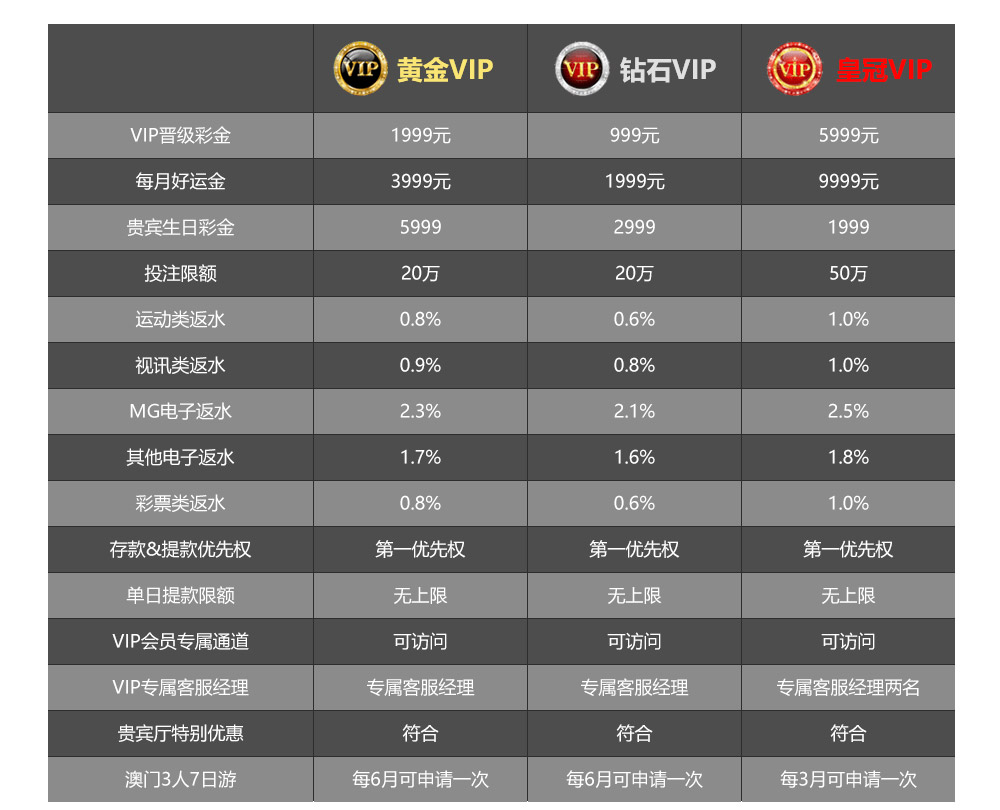 VIP 黄金VIP VIP 钻石VIP VIP 皇冠VIP
VIP晋级彩金 1999元 999元 5999元
每月好运金 3999元 1999元 9999元
贵宾生日彩金 5999 2999 1999
投注限额 20万 20万 50万
运动类返水 0.8% 0.6% 1.0%
视讯类返水 0.9% 0.8% 1.0%
MG电子返水 2.3% 2.1% 2.5%
其他电子返水 1.7% 1.6% 1.8%
彩票类返水 0.8% 0.6% 1.0%
存款&提款优先权 第一优先权 第一优先权 第一优先权
单日提款限额 无上限 无上限 无上限
VIP会员专属通道 可访问 可访问 可访问
VIP专属客服经理 专属客服经理 专属客服经理 专属客服经理两名
贵宾厅特别优惠 符合 符合 符合
澳门3人7日游 每6月可申请一次 每6月可申请一次 每3月可申请一次